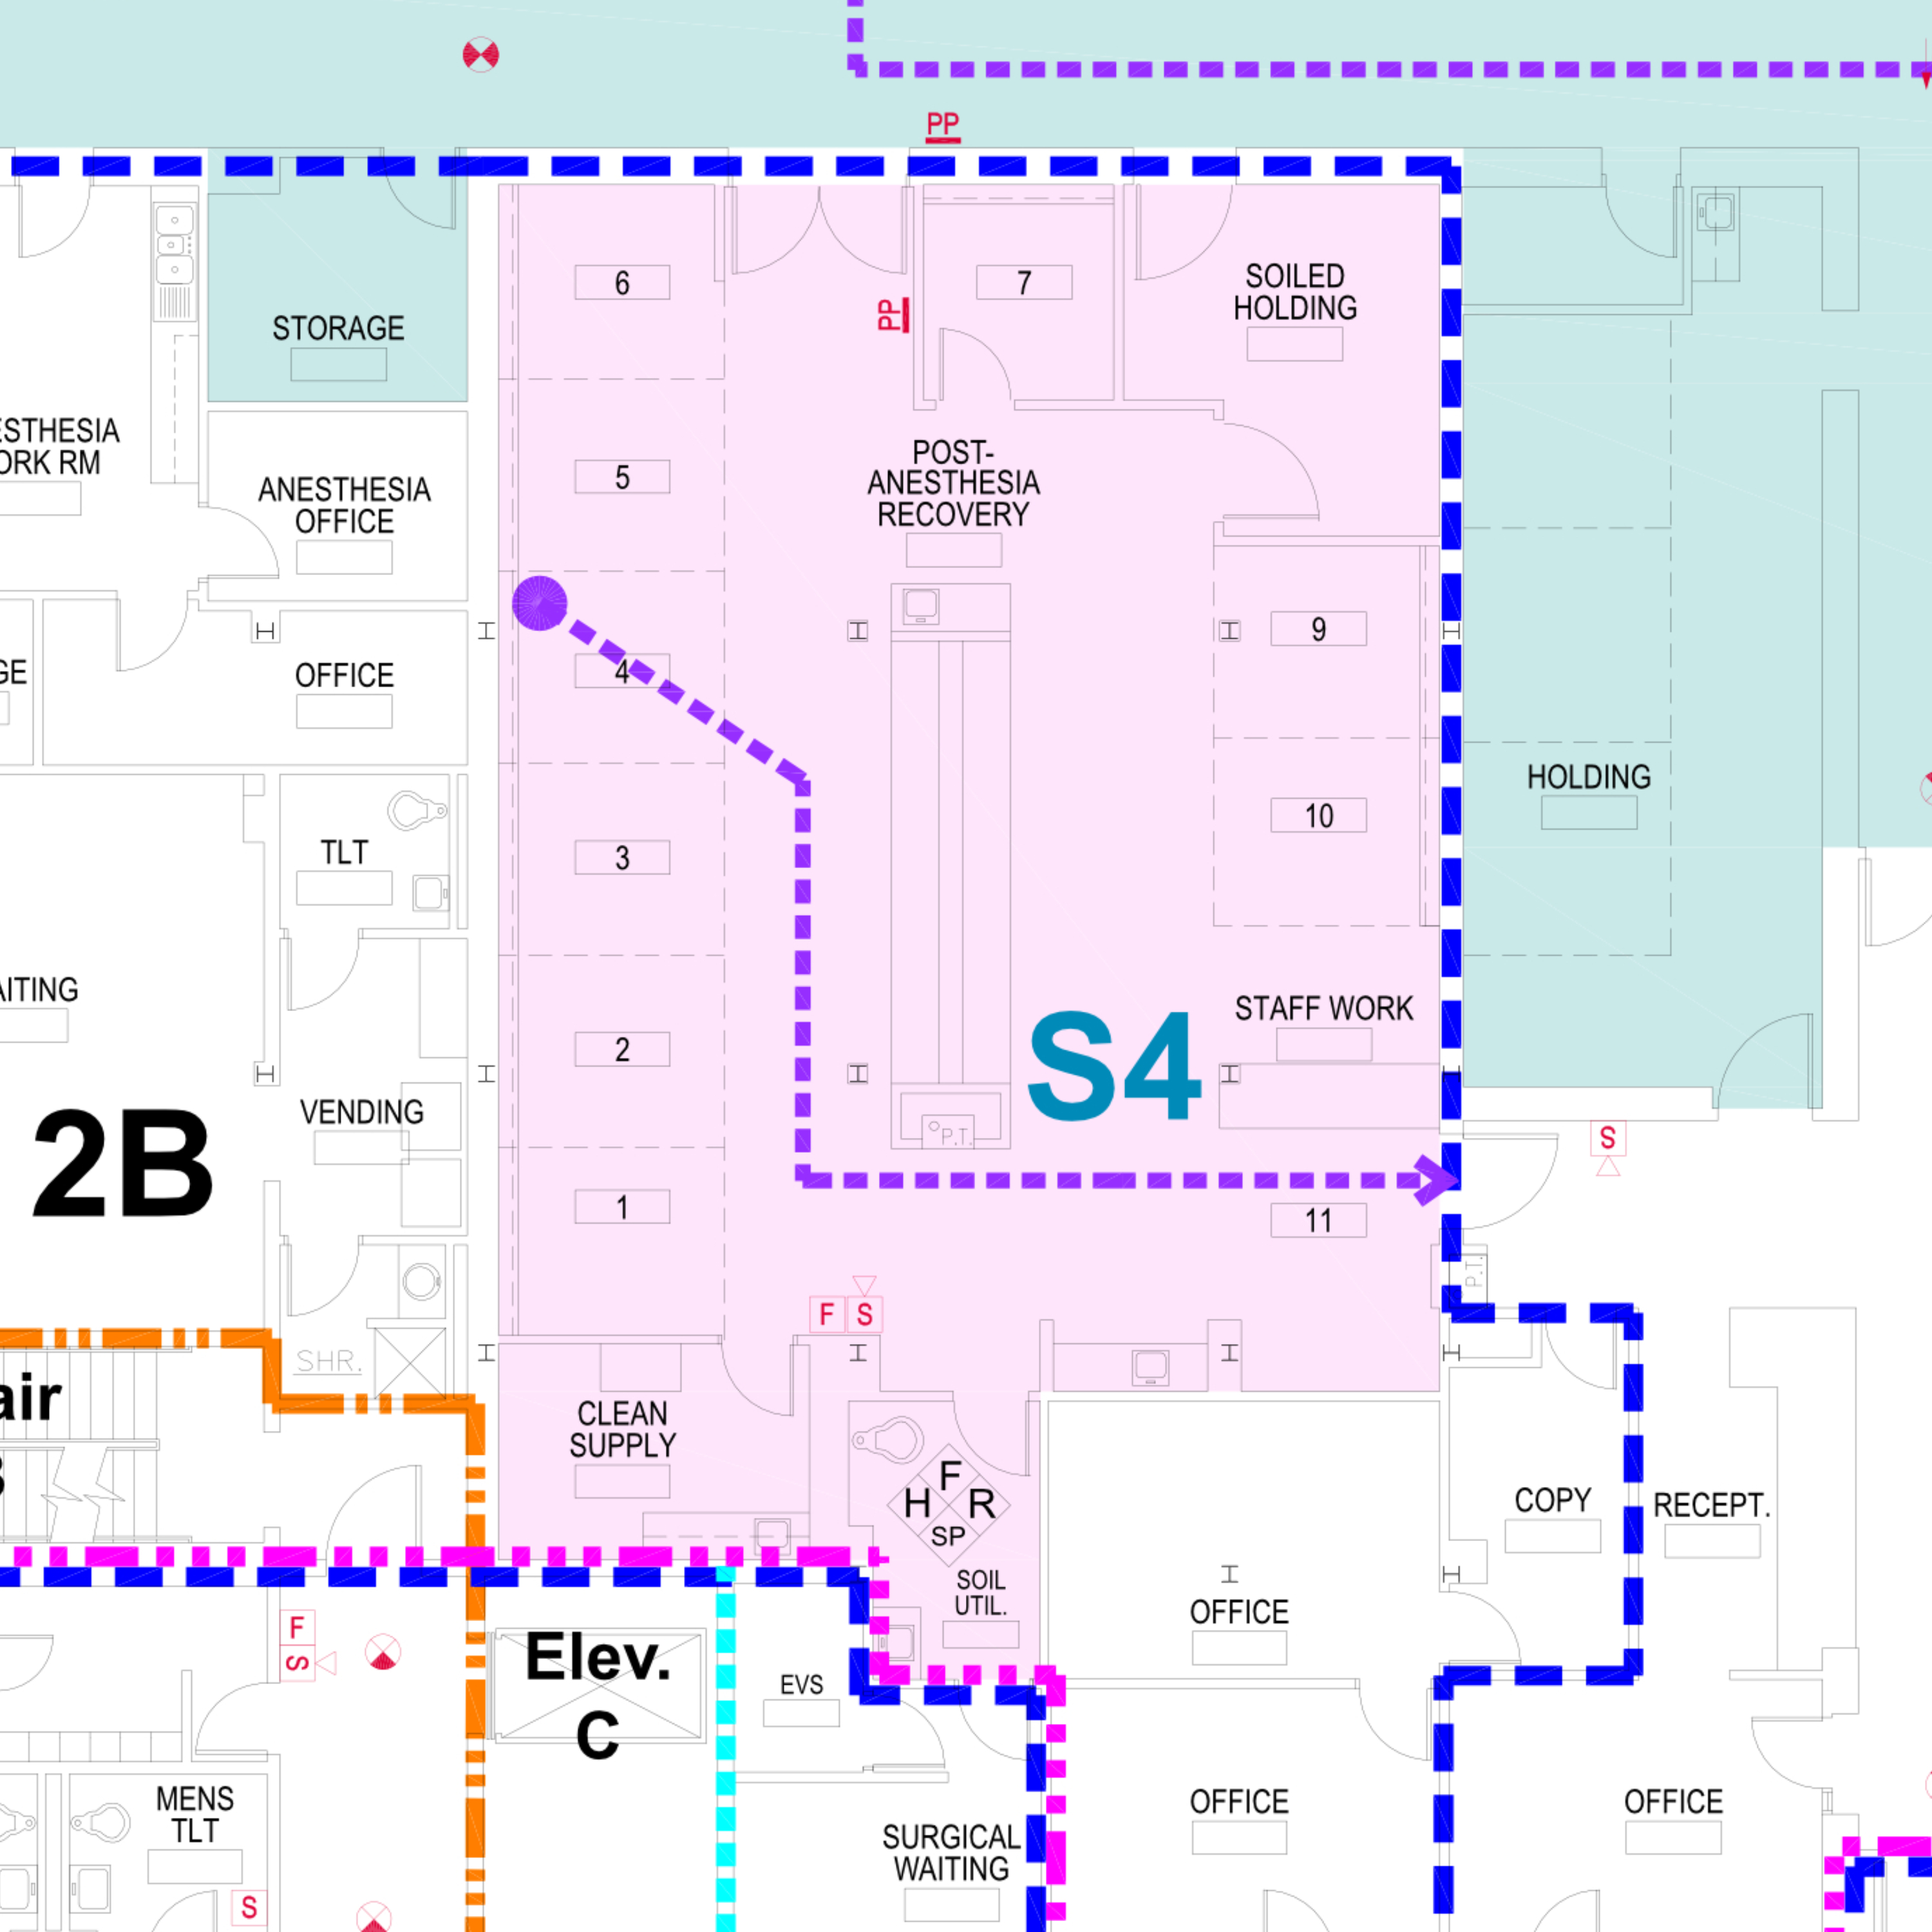 PP
6
7
SOILED
HOLDING
PP
STORAGE
ESTHESIA
ORK RM
5
POST-
ANESTHESIA
RECOVERY
ANESTHESIA
OFFICE
9
GE
OFFICE
4
HOLDING
10
TLT
3
AITING
STAFF WORK
S4
2
VENDING
P.T.
S
2B
1
11
P.T.
F S
SHR.
air
CLEAN
SUPPLY
F
H R
SP
COPY
RECEPT.
SOIL
UTIL.
OFFICE
F
S
Elev.
C
EVS
MENS
TLT
OFFICE
OFFICE
SURGICAL
WAITING
S